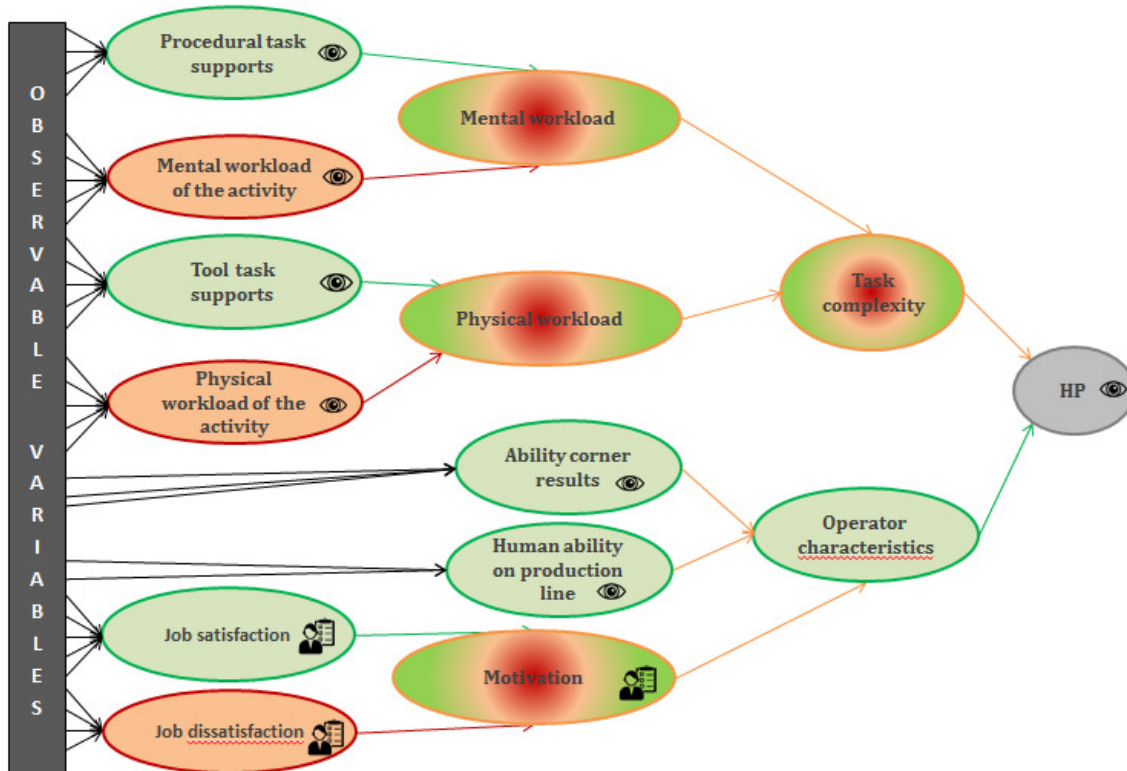 OBSERVABLE VARIABLES
Procedural task
supports
Mental workload
Mental workload
of the activity
Tool task
supports
Physical workload
Task
complexity
Physical
workload of the
activity
HP
Ability corner
results
Operator
characteristics
Human ability
on production
line
Job satisfaction
Motivation
Job dissatisfaction